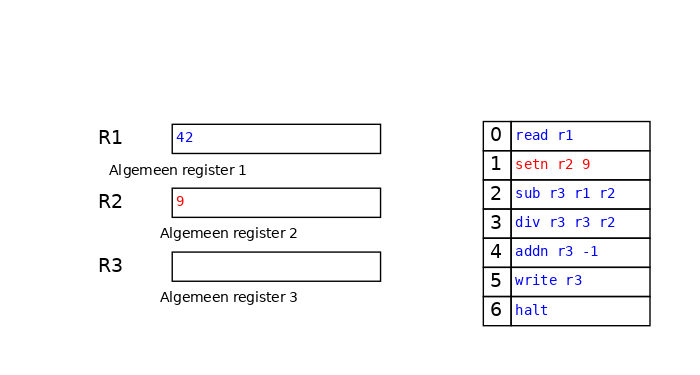 R1 42
Algemeen register 1
R2 9
Algemeen register 2
R3
Algemeen register 3
0 read r1
1 setn r2 9
2 sub r3 r1 r2
3 div r3 r3 r2
4 addn r3 -1
5 write r3
6 halt